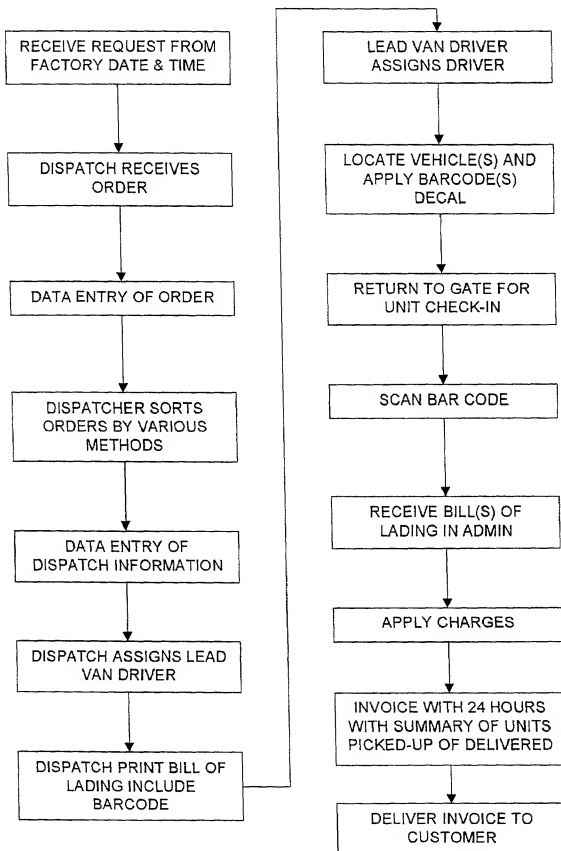 RECEIVE REQUEST FROM
FACTORY DATE & TIME
DISPATCH RECEIVES
ORDER
DATA ENTRY OF ORDER
DISPATCHER SORTS
ORDERS BY VARIOUS
METHODS
DATA ENTRY OF
DISPATCH INFORMATION
DISPATCH ASSIGNS LEAD
VAN DRIVER
DISPATCH PRINT BILL OF
LADING INCLUDE
BARCODE
LEAD VAN DRIVER
ASSIGNS DRIVER
LOCATE VEHICLE(S) AND
APPLY BARCODE(S)
DECAL
RETURN TO GATE FOR
UNIT CHECK-IN
SCAN BAR CODE
RECEIVE BILL(S) OF
LADING IN ADMIN
APPLY CHARGES
INVOICE WITH 24 HOURS
WITH SUMMARY OF UNITS
PICKED-UP OF DELIVERED
DELIVER INVOICE TO
CUSTOMER